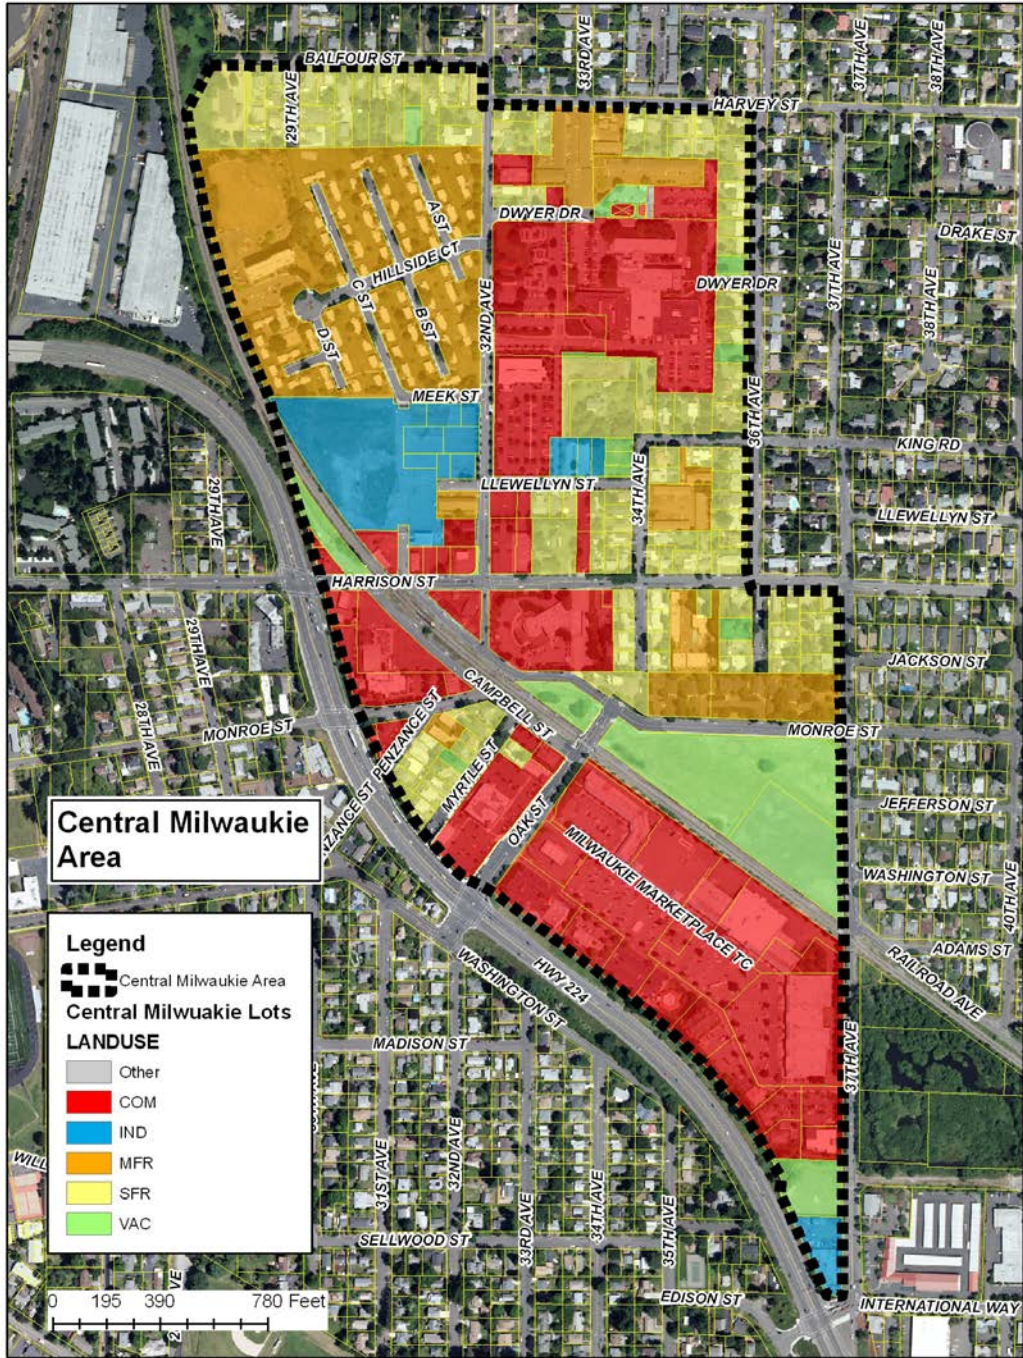 BALFOUR ST
33RD AVE
37TH AVE
38TH AVE
29TH AVE
HARVEY ST
A ST
DWYER DR
DRAKE ST
HILLSIDE CT
C ST
B ST
D ST
32ND AVE
DWYER DR
37TH AVE
38TH AVE
MEEK ST
36TH AVE
KING RD
29TH AVE
LLEWELLYN ST
34TH AVE
LLEWELLYN ST
HARRISON ST
29TH AVE
JACKSON ST
28TH AVE
MONROE ST
PENZANCE ST
CAMPBELL ST
MONROE ST
MYRTLE ST
OAK ST
JEFFERSON ST
NZANCE ST
Central Milwaukie
Area
MILWAUKIE MARKETPLACE TC
WASHINGTON ST
40TH AVE
ADAMS ST
RAILROAD AVE
Legend
Central Milwaukie Area
Central Milwuakie Lots
LANDUSE
Other
COM
IND
MFR
SFR
VAC
WASHINGTON ST
HWY 224
MADISON ST
37TH AVE
WILL
31ST AVE
32ND AVE
33RD AVE
34TH AVE
35TH AVE
SELLWOOD ST
EDISON ST
INTERNATIONAL WAY
VE
0 195 390 780 Feet